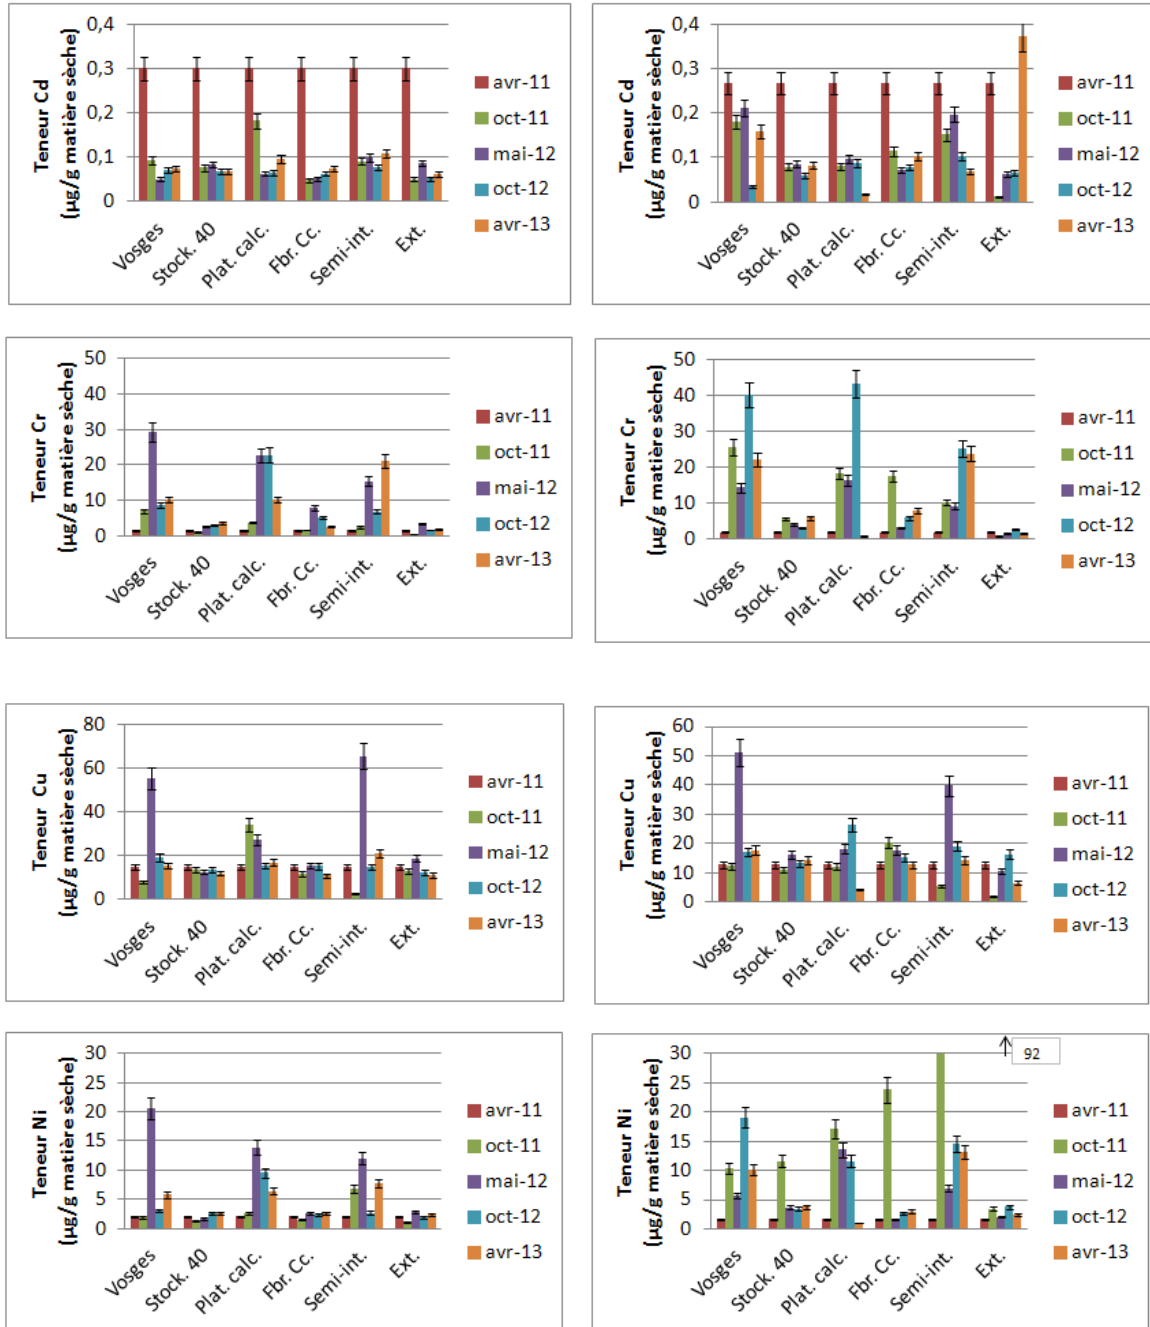 Teneur Cd
(µg/g matière sèche)
0,4
0,3
0,2
0,1
0
Vosges
Stock. 40
Plat. calc.
Fbr. Cc.
Semi-int.
Ext.
avr-11
oct-11
mai-12
oct-12
avr-13
Teneur Cd
(µg/g matière sèche)
0,4
0,3
0,2
0,1
0
Vosges
Stock. 40
Plat. calc.
Fbr. Cc.
Semi-int.
Ext.
avr-11
oct-11
mai-12
oct-12
avr-13
Teneur Cr
(µg/g matière sèche)
50
40
30
20
10
0
Vosges
Stock. 40
Plat. calc.
Fbr. Cc.
Semi-int.
Ext.
avr-11
oct-11
mai-12
oct-12
avr-13
Teneur Cr
(µg/g matière sèche)
50
40
30
20
10
0
Vosges
Stock. 40
Plat. calc.
Fbr. Cc.
Semi-int.
Ext.
avr-11
oct-11
mai-12
oct-12
avr-13
Teneur Cu
(µg/g matière sèche)
80
60
40
20
0
Vosges
Stock. 40
Plat. calc.
Fbr. Cc.
Semi-int.
Ext.
avr-11
oct-11
mai-12
oct-12
avr-13
Teneur Cu
(µg/g matière sèche)
60
50
40
30
20
10
0
Vosges
Stock. 40
Plat. calc.
Fbr. Cc.
Semi-int.
Ext.
avr-11
oct-11
mai-12
oct-12
avr-13
Teneur Ni
(µg/g matière sèche)
30
25
20
15
10
5
0
Vosges
Stock. 40
Plat. calc.
Fbr. Cc.
Semi-int.
Ext.
avr-11
oct-11
mai-12
oct-12
avr-13
Teneur Ni
(µg/g matière sèche)
30
25
20
15
10
5
0
92
Vosges
Stock. 40
Plat. calc.
Fbr. Cc.
Semi-int.
Ext.
avr-11
oct-11
mai-12
oct-12
avr-13